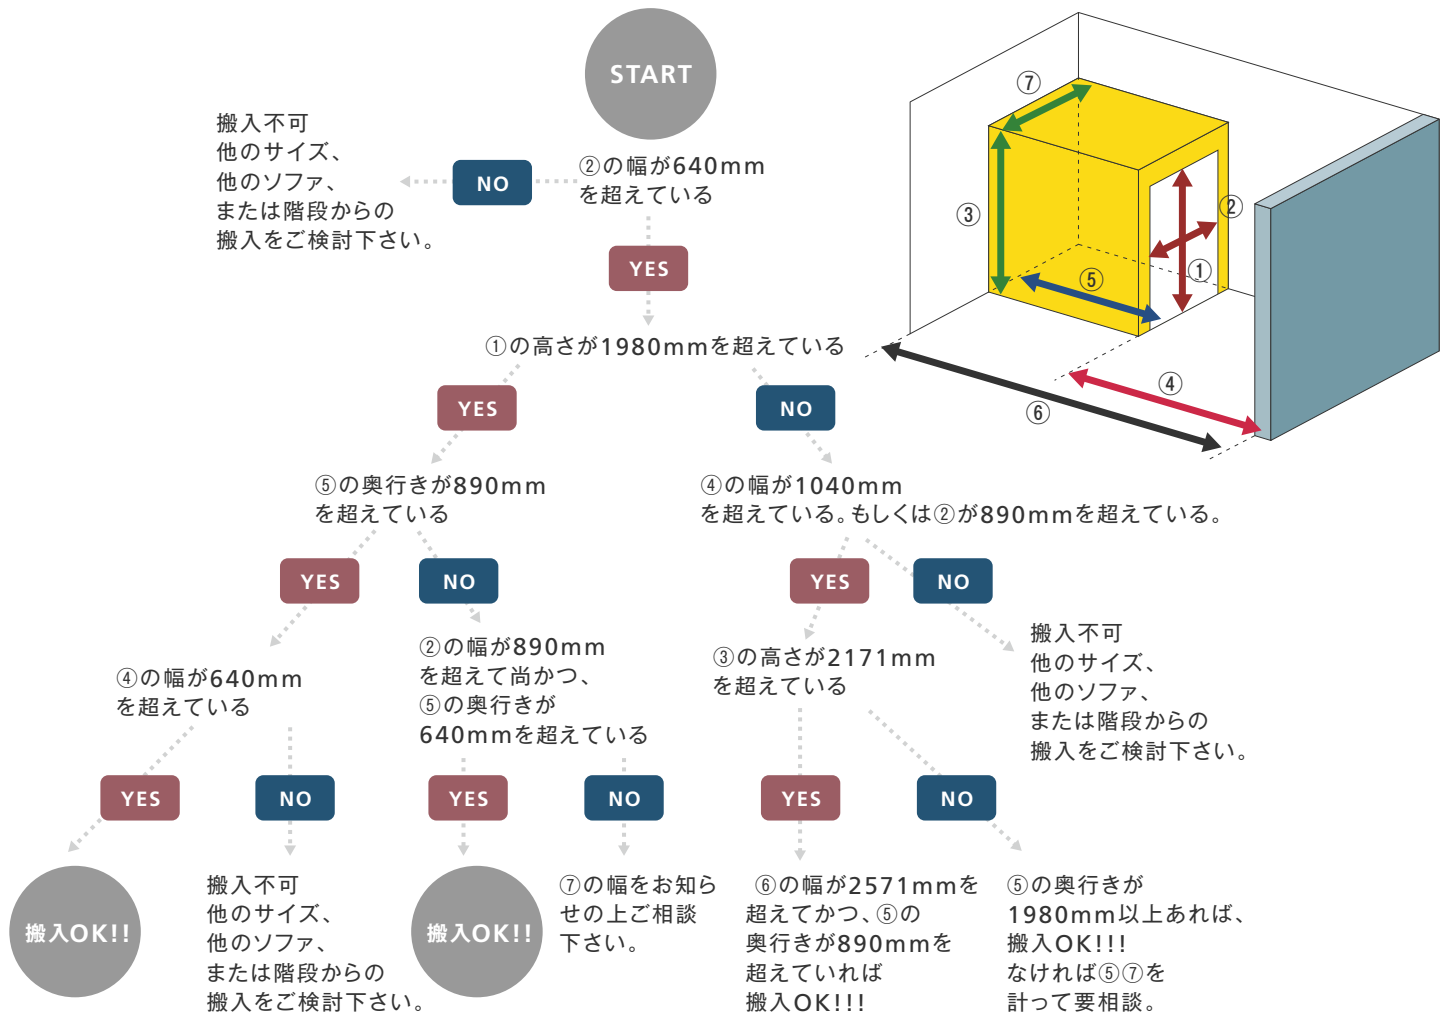 START
②の幅が640mm
を超えている
NO
搬入不可
他のサイズ、
他のソファ、
または階段からの
搬入をご検討下さい。
YES
①の高さが1980mmを超えている
YES
NO
⑤の奥行きが890mm
を超えている
④の幅が1040mm
を超えている。もしくは②が890mmを超えている。
YES
NO
YES
NO
④の幅が640mm
を超えている
②の幅が890mm
を超えて尚かつ、
⑤の奥行きが
640mmを超えている
③の高さが2171mm
を超えている
搬入不可
他のサイズ、
他のソファ、
または階段からの
搬入をご検討下さい。
YES
NO
YES
NO
YES
NO
搬入OK!!
搬入不可
他のサイズ、
他のソファ、
または階段からの
搬入をご検討下さい。
搬入OK!!
⑦の幅をお知ら
せの上ご相談
下さい。
⑥の幅が2571mmを
超えてかつ、⑤の
奥行きが890mmを
超えていれば
搬入OK!!!
⑤の奥行きが
1980mm以上あれば、
搬入OK!!!
なければ⑤⑦を
計って要相談。
⑦
③
②
①
⑤
④
⑥